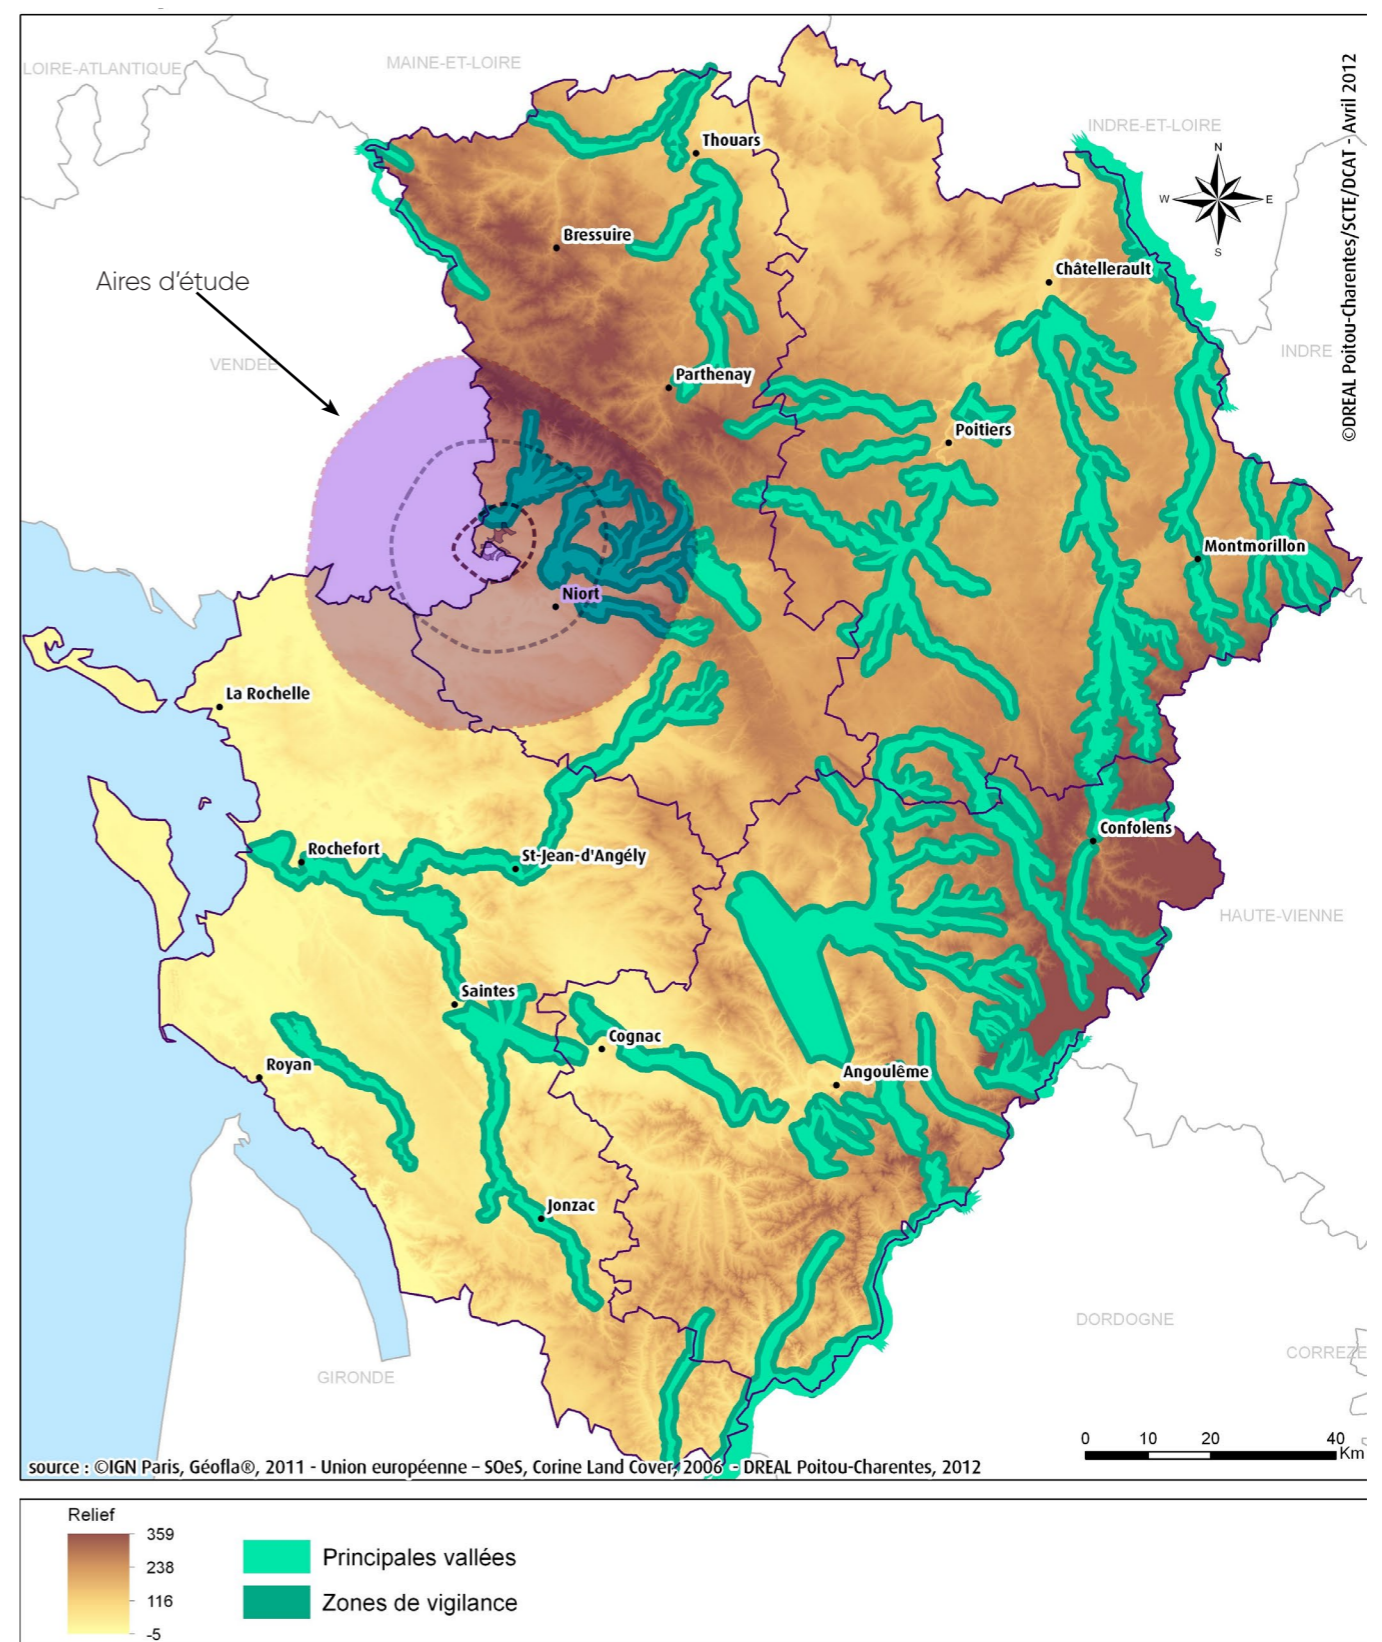 LOIRE-ATLANTIQUE
MAINE-ET-LOIRE
INDRE-ET-LOIRE
©DREAL Poitou-Charentes/SCTE/DCAT - Avril 2012
N
W
E
S
Thouars
Bressuire
Châtellerault
Aires d'étude
VENDEE
INDRE
Parthenay
Poitiers
Montmorillon
Niort
La Rochelle
Confolens
Rochefort
St-Jean-d'Angély
HAUTE-VIENNE
Saintes
Cognac
Royan
Angoulême
Jonzac
DORDOGNE
CORREZE
GIRONDE
0 10 20 40
Km
source : ©IGN Paris, Géofla®, 2011 - Union européenne – SOeS, Corine Land Cover, 2006 - DREAL Poitou-Charentes, 2012
Relief
359
238
116
-5
Principales vallées
Zones de vigilance